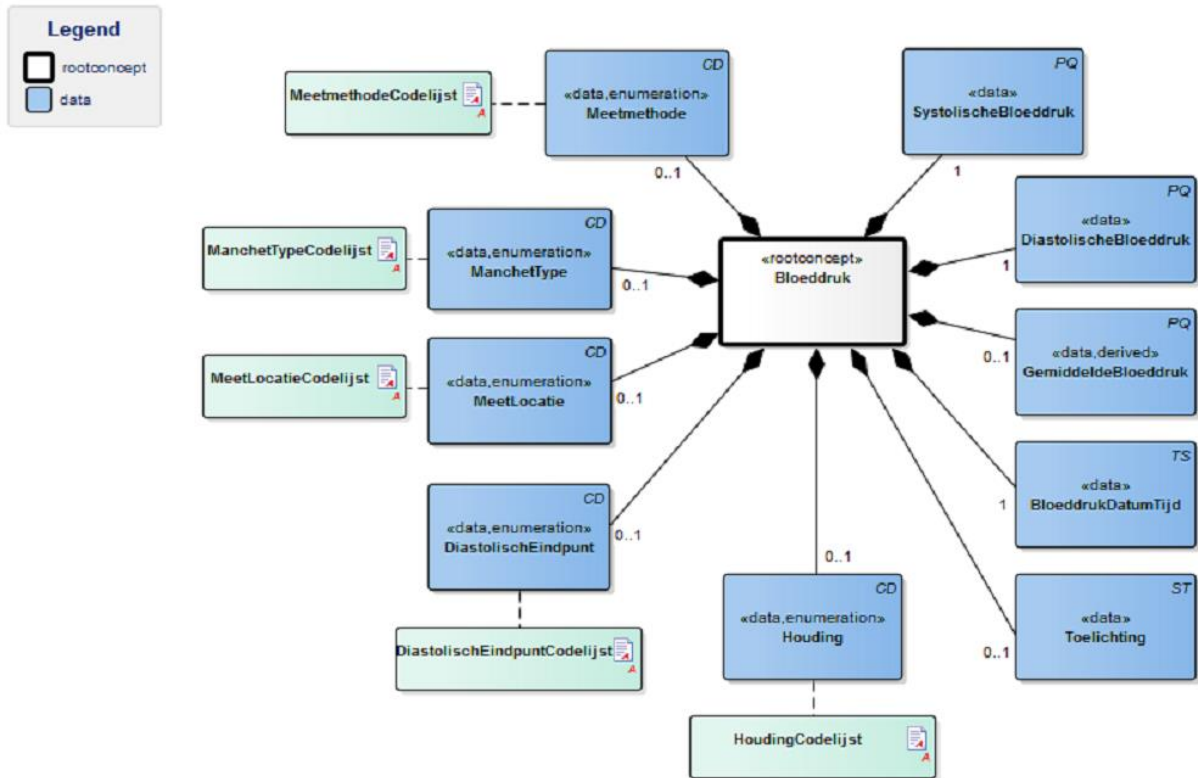 Legend
rootconcept
data
CD
«data,enumeration»
Meetmethode
MeetmethodeCodelijst
A
0..1
PQ
«data»
SystolischeBloeddruk
1
PQ
«data»
DiastolischeBloeddruk
1
CD
«data,enumeration»
ManchetType
ManchetTypeCodelijst
A
0..1
«rootconcept»
Bloeddruk
PQ
«data,derived»
GemiddeldeBloeddruk
0..1
CD
«data,enumeration»
MeetLocatie
MeetLocatieCodelijst
A
0..1
TS
«data»
BloeddrukDatumTijd
1
CD
«data,enumeration»
DiastolischEindpunt
0..1
DiastolischEindpuntCodelijst
A
0..1
CD
«data,enumeration»
Houding
HoudingCodelijst
A
ST
«data»
Toelichting
0..1